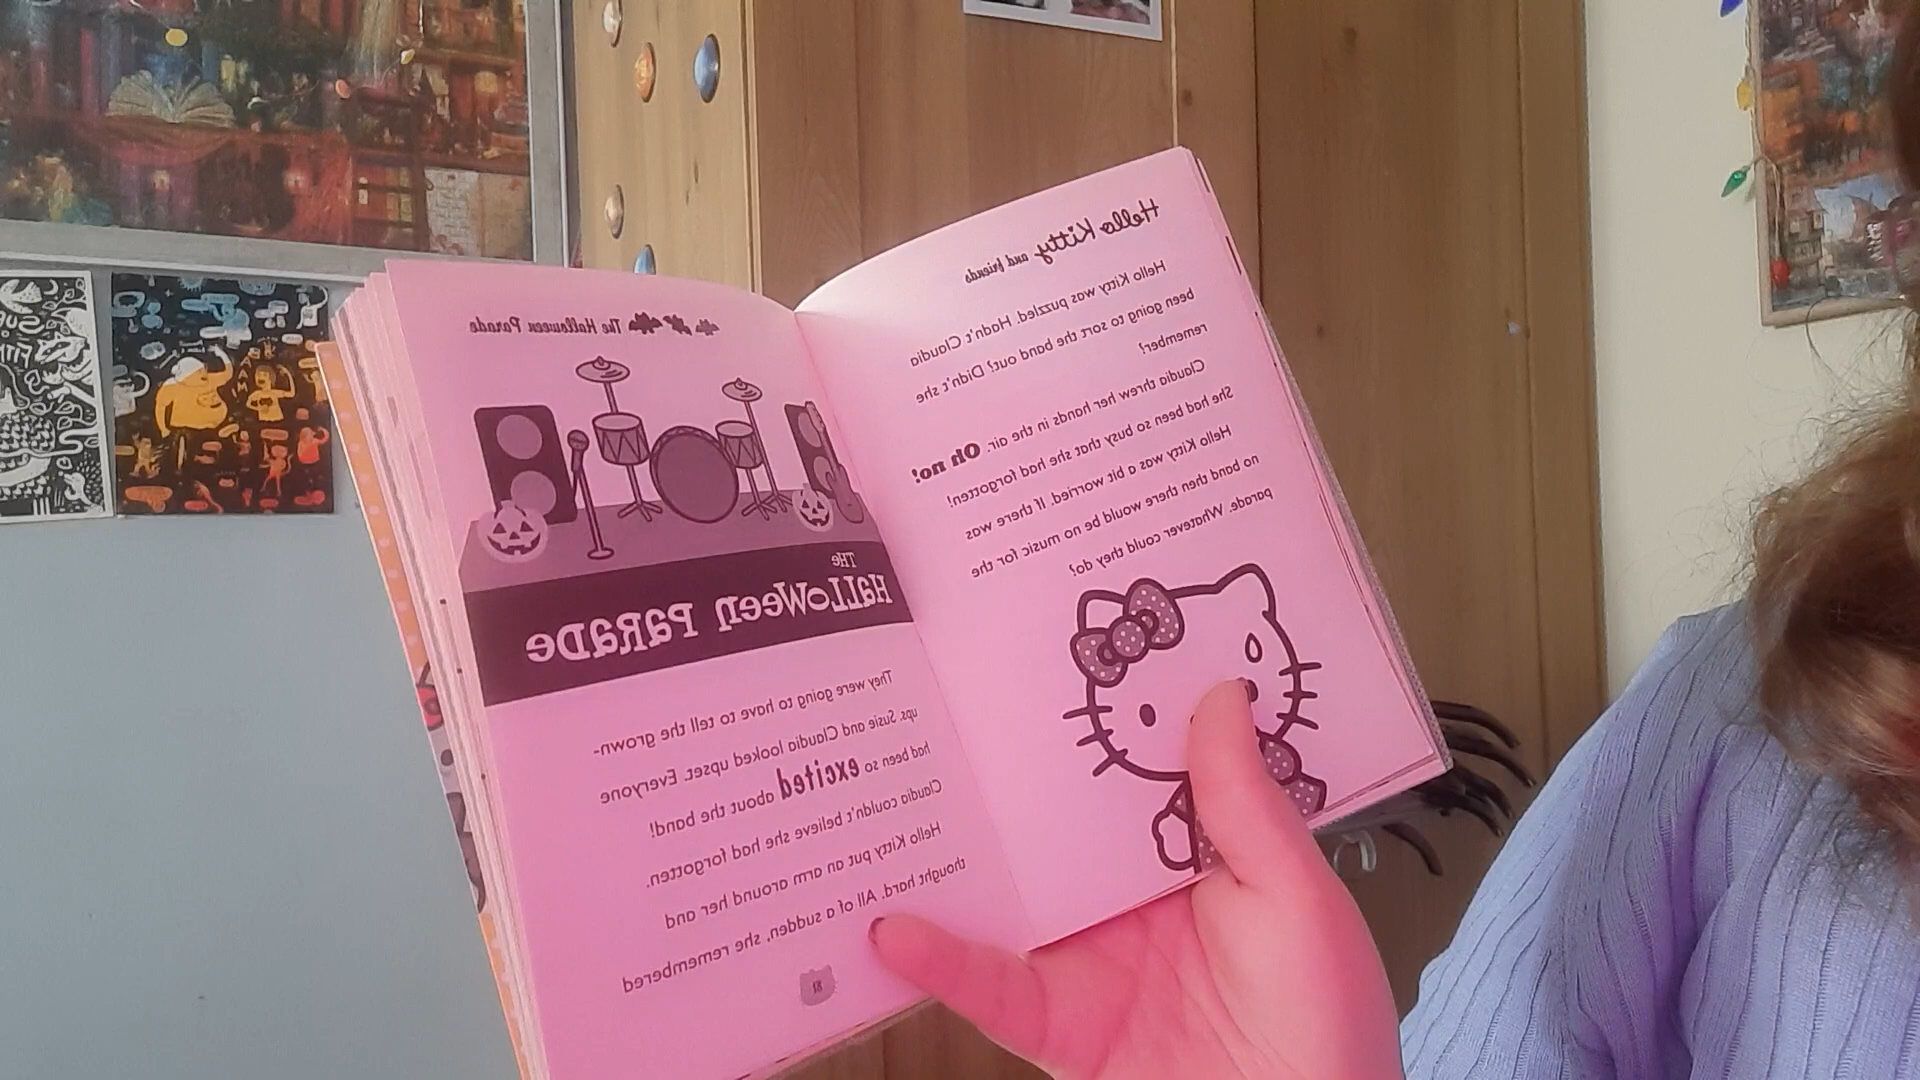 Hello Kitty and friends
Hello Kitty was puzzled. Hadn't Claudia
been going to sort the band out? Didn't she
remember?
Claudia threw her hands in the air. Oh no!
She had been so busy that she had forgotten!
Hello Kitty was a bit worried. If there was
no band then there would be no music for the
parade. Whatever could they do?
The Halloween Parade
THe
HaLLoWeen PaRaDe
They were going to have to tell the grown-
ups. Susie and Claudia looked upset. Everyone
had been so excited about the band!
Claudia couldn't believe she had forgotten.
Hello Kitty put an arm around her and
thought hard. All of a sudden, she remembered
81